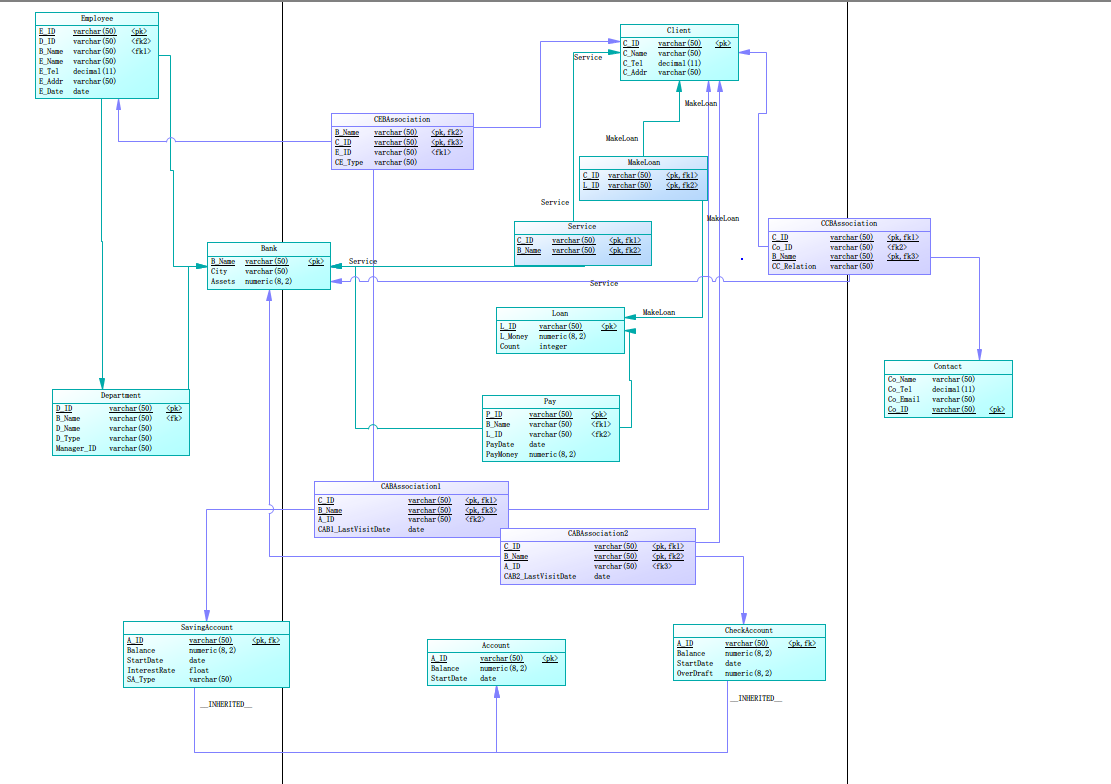 Employee
E_ID varchar(50) <pk>
D_ID varchar(50) <fk2>
B_Name varchar(50) <fk1>
E_Name varchar(50)
E_Tel decimal(11)
E_Addr varchar(50)
E_Date date
Client
C_ID varchar(50) <pk>
C_Name varchar(50)
C_Tel decimal(11)
C_Addr varchar(50)
Service
MakeLoan
CEBAssociation
B_Name varchar(50) <pk,fk2>
C_ID varchar(50) <pk,fk3>
E_ID varchar(50) <fk1>
CE_Type varchar(50)
MakeLoan
MakeLoan
C_ID varchar(50) <pk,fk1>
L_ID varchar(50) <pk,fk2>
Service
MakeLoan
Service
C_ID varchar(50) <pk,fk1>
B_Name varchar(50) <pk,fk2>
CCBAssociation
C_ID varchar(50) <pk,fk1>
Co_ID varchar(50) <fk2>
B_Name varchar(50) <pk,fk3>
CC_Relation varchar(50)
Bank
B_Name varchar(50) <pk>
City varchar(50)
Assets numeric(8,2)
Service
Service
Loan
L_ID varchar(50) <pk>
L_Money numeric(8,2)
Count integer
MakeLoan
Contact
Co_Name varchar(50)
Co_Tel decimal(11)
Co_Email varchar(50)
Co_ID varchar(50) <pk>
Department
D_ID varchar(50) <pk>
B_Name varchar(50) <fk>
D_Name varchar(50)
D_Type varchar(50)
Manager_ID varchar(50)
Pay
P_ID varchar(50) <pk>
B_Name varchar(50) <fk1>
L_ID varchar(50) <fk2>
PayDate date
PayMoney numeric(8,2)
CABAssociation1
C_ID varchar(50) <pk,fk1>
B_Name varchar(50) <pk,fk3>
A_ID varchar(50) <fk2>
CAB1_LastVisitDate date
CABAssociation2
C_ID varchar(50) <pk,fk1>
B_Name varchar(50) <pk,fk2>
A_ID varchar(50) <fk3>
CAB2_LastVisitDate date
SavingAccount
A_ID varchar(50) <pk,fk>
Balance numeric(8,2)
StartDate date
InterestRate float
SA_Type varchar(50)
Account
A_ID varchar(50) <pk>
Balance numeric(8,2)
StartDate date
CheckAccount
A_ID varchar(50) <pk,fk>
Balance numeric(8,2)
StartDate date
OverDraft numeric(8,2)
__INHERITED__
__INHERITED__